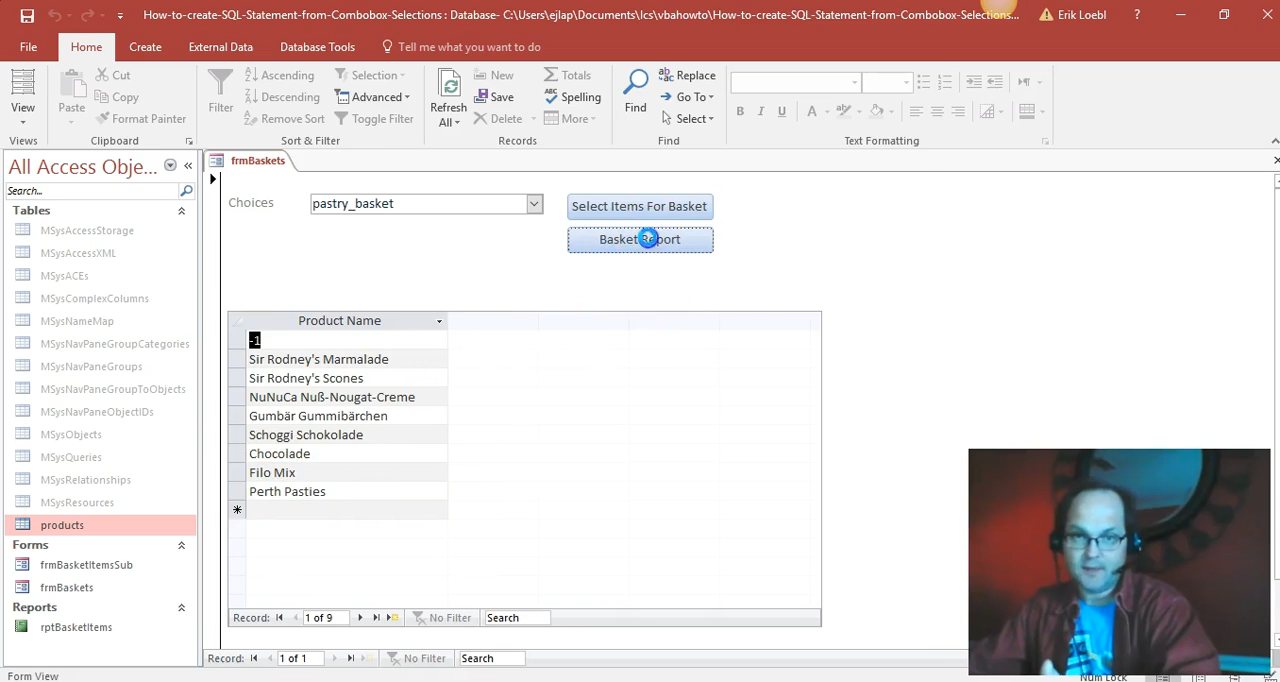 How-to-create-SQL-Statement-from-Combobox-Selections : Database- C:\Users\ejlap\Documents\lcs\vbahowto\How-to-create-SQL-Statement-from-Combobox-Selections... Erik Loebl ?
File Home Create External Data Database Tools Tell me what you want to do
View
Views
Paste
Cut
Copy
Format Painter
Clipboard
Filter
Ascending
Descending
Remove Sort
Selection
Advanced
Toggle Filter
Sort & Filter
Refresh All
New
Save
Delete
Totals
Spelling
More
Records
Find
Replace
Go To
Select
Find
B I U A
Text Formatting
All Access Obje...
Search...
Tables
MSysAccessStorage
MSysAccessXML
MSysACEs
MSysComplexColumns
MSysNameMap
MSysNavPaneGroupCategories
MSysNavPaneGroups
MSysNavPaneGroupToObjects
MSysNavPaneObjectIDs
MSysObjects
MSysQueries
MSysRelationships
MSysResources
products
Forms
frmBasketItemsSub
frmBaskets
Reports
rptBasketItems
frmBaskets
Choices pastry_basket Select Items For Basket
Basket Report
Product Name
-1
Sir Rodney's Marmalade
Sir Rodney's Scones
NuNuCa Nuß-Nougat-Creme
Gumbär Gummibärchen
Schoggi Schokolade
Chocolade
Filo Mix
Perth Pasties
Record: 1 of 9 No Filter Search
Record: 1 of 1 No Filter Search
Form View Num Lock